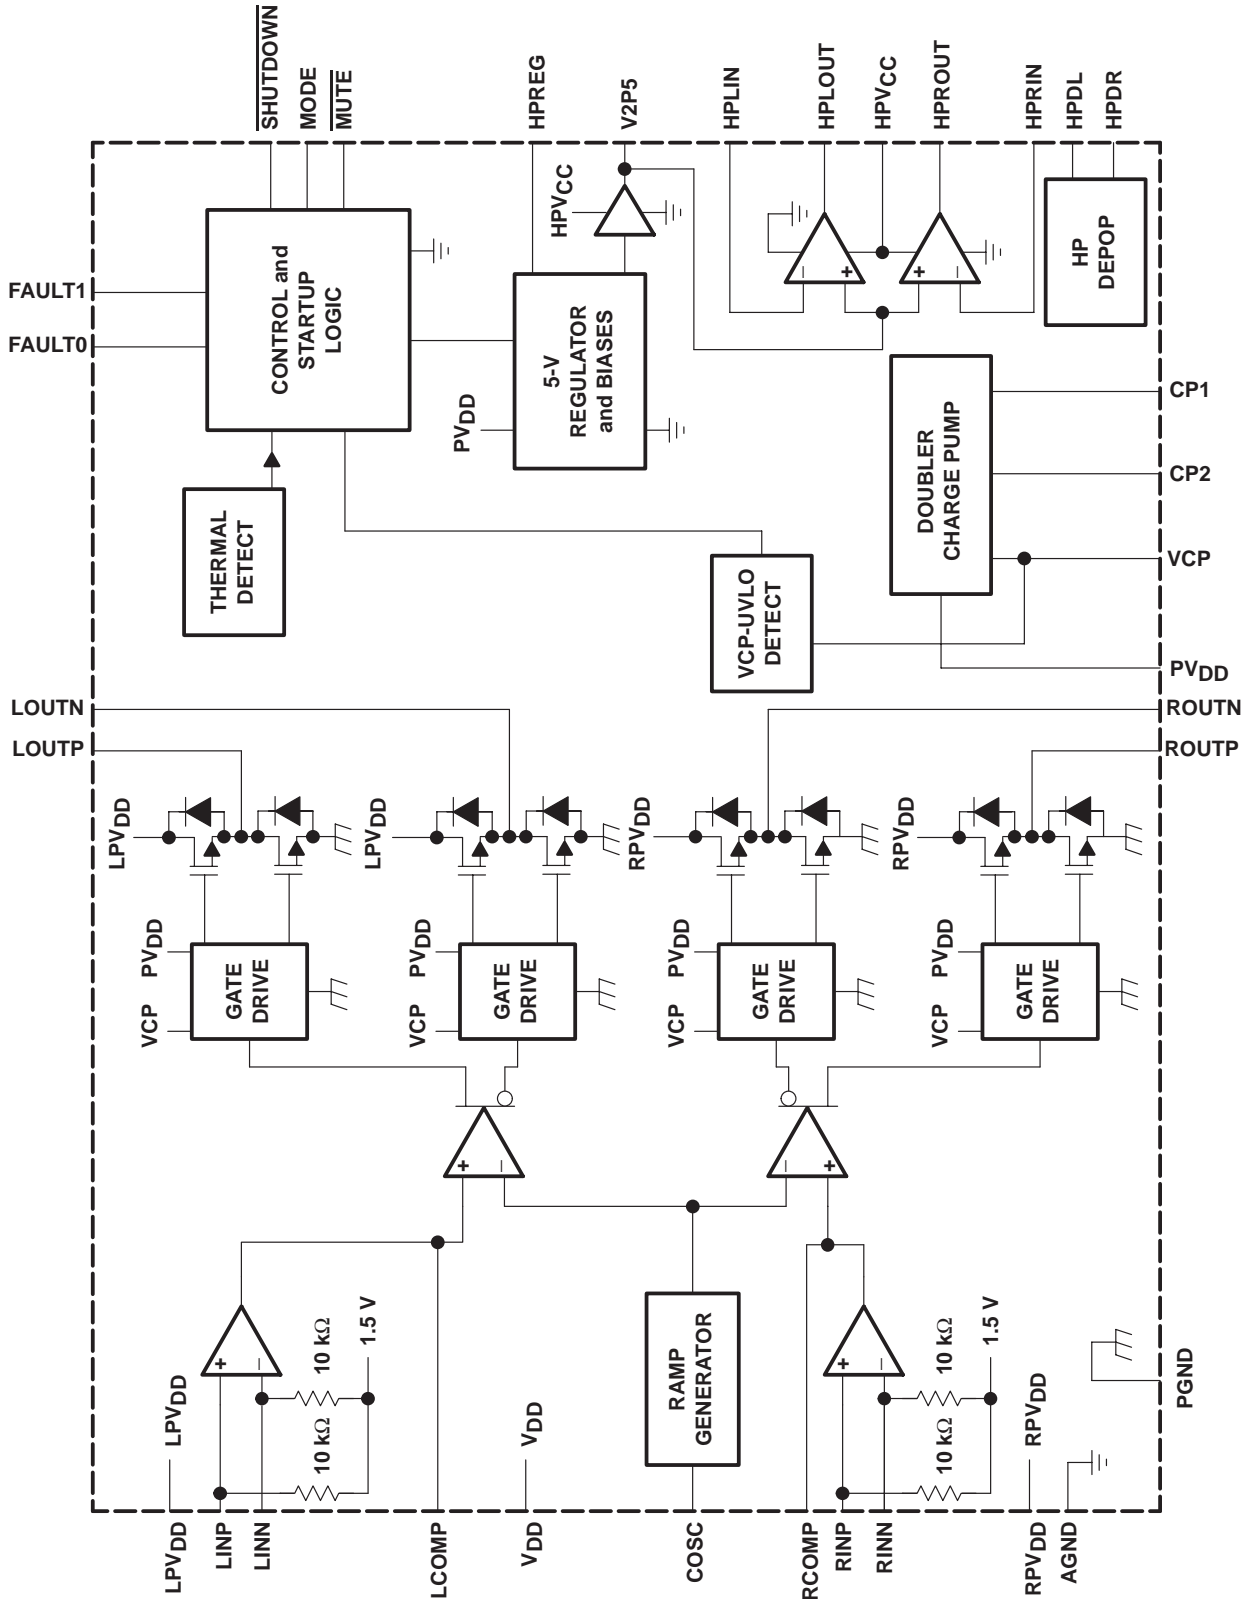 SHUTDOWN
MODE
MUTE
HPREG
V2P5
HPLIN
HPLOUT
HPVCC
HPROUT
HPRIN
HPDL
HPDR
FAULT1
FAULT0
CONTROL and
STARTUP
LOGIC
HPVCC
5-V
REGULATOR
and BIASES
PVDD
– +
+ –
HP
DEPOP
THERMAL
DETECT
VCP-UVLO
DETECT
DOUBLER
CHARGE PUMP
CP1
CP2
VCP
PVDD
LOUTN
LOUTP
ROUTN
ROUTP
LPVDD
LPVDD
RPVDD
RPVDD
PVDD
PVDD
PVDD
PVDD
GATE
DRIVE
GATE
DRIVE
GATE
DRIVE
GATE
DRIVE
VCP
VCP
VCP
VCP
+ –
– +
+ –
10 kΩ
10 kΩ
1.5 V
RAMP
GENERATOR
+ –
10 kΩ
10 kΩ
1.5 V
LPVDD
VDD
RPVDD
PGND
LPVDD
LINP
LINN
LCOMP
VDD
COSC
RCOMP
RINP
RINN
RPVDD
AGND